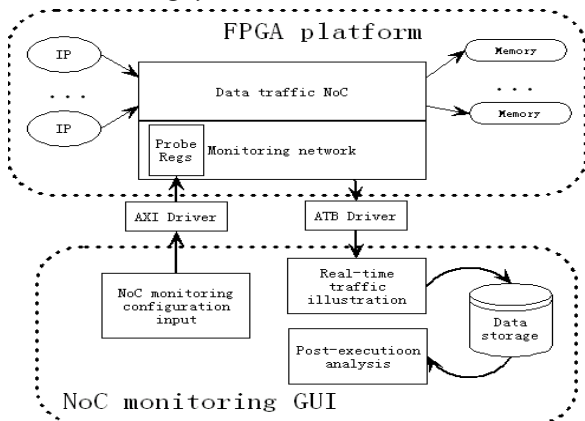 FPGA platform
IP
Memory
. . .
Data traffic NoC
. . .
IP
Memory
Probe
Regs
Monitoring network
AXI Driver
ATB Driver
NoC monitoring
configuration
input
Real-time
traffic
illustration
Data
storage
Post-executioon
analysis
NoC monitoring GUI